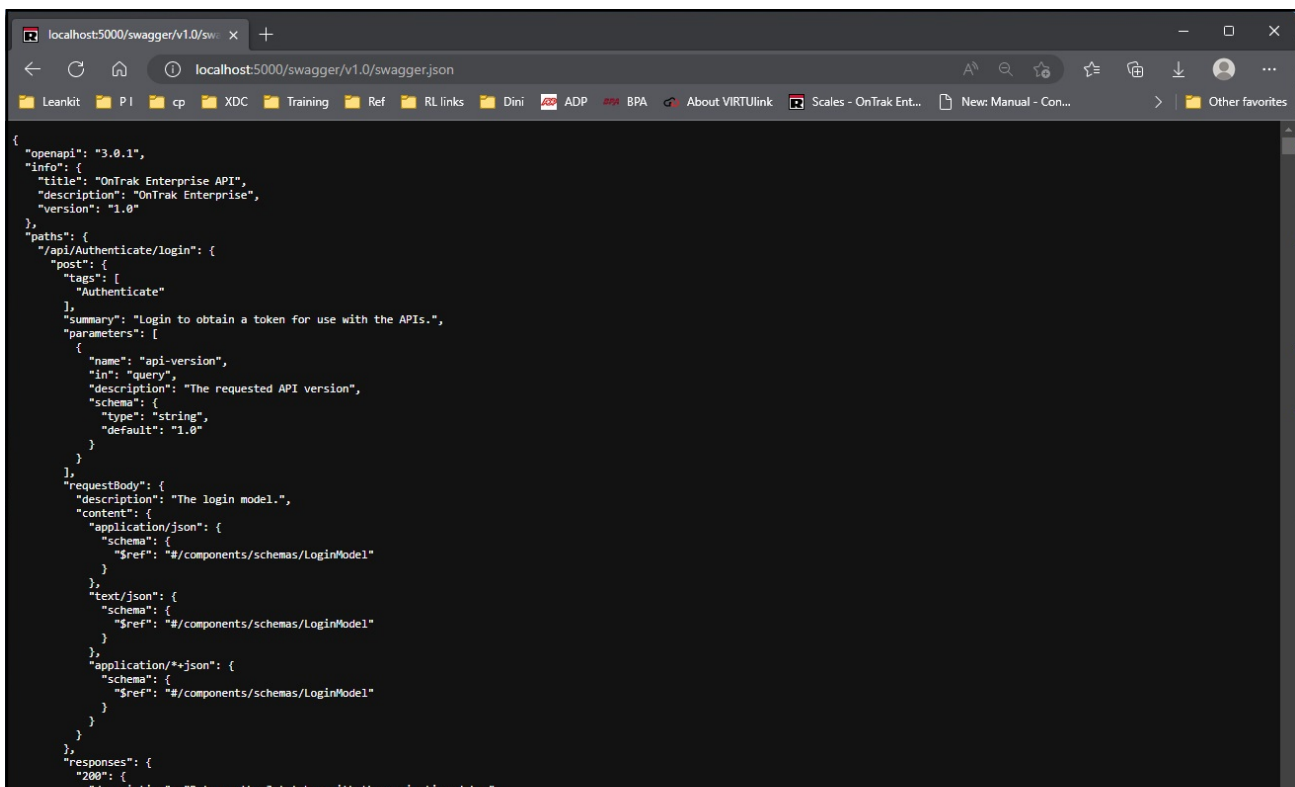 localhost:5000/swagger/v1.0/sw
localhost:5000/swagger/v1.0/swagger.json
Leankit P I cp XDC Training Ref RL links Dini ADP BPA About VIRTUlink Scales - OnTrak Ent... New: Manual - Con... Other favorites
{
"openapi": "3.0.1",
"info": {
"title": "OnTrak Enterprise API",
"description": "OnTrak Enterprise",
"version": "1.0"
},
"paths": {
"/api/Authenticate/login": {
"post": {
"tags": [
"Authenticate"
],
"summary": "Login to obtain a token for use with the APIs.",
"parameters": [
{
"name": "api-version",
"in": "query",
"description": "The requested API version",
"schema": {
"type": "string",
"default": "1.0"
}
}
],
"requestBody": {
"description": "The login model.",
"content": {
"application/json": {
"schema": {
"$ref": "#/components/schemas/LoginModel"
}
},
"text/json": {
"schema": {
"$ref": "#/components/schemas/LoginModel"
}
},
"application/*+json": {
"schema": {
"$ref": "#/components/schemas/LoginModel"
}
}
}
},
"responses": {
"200": {